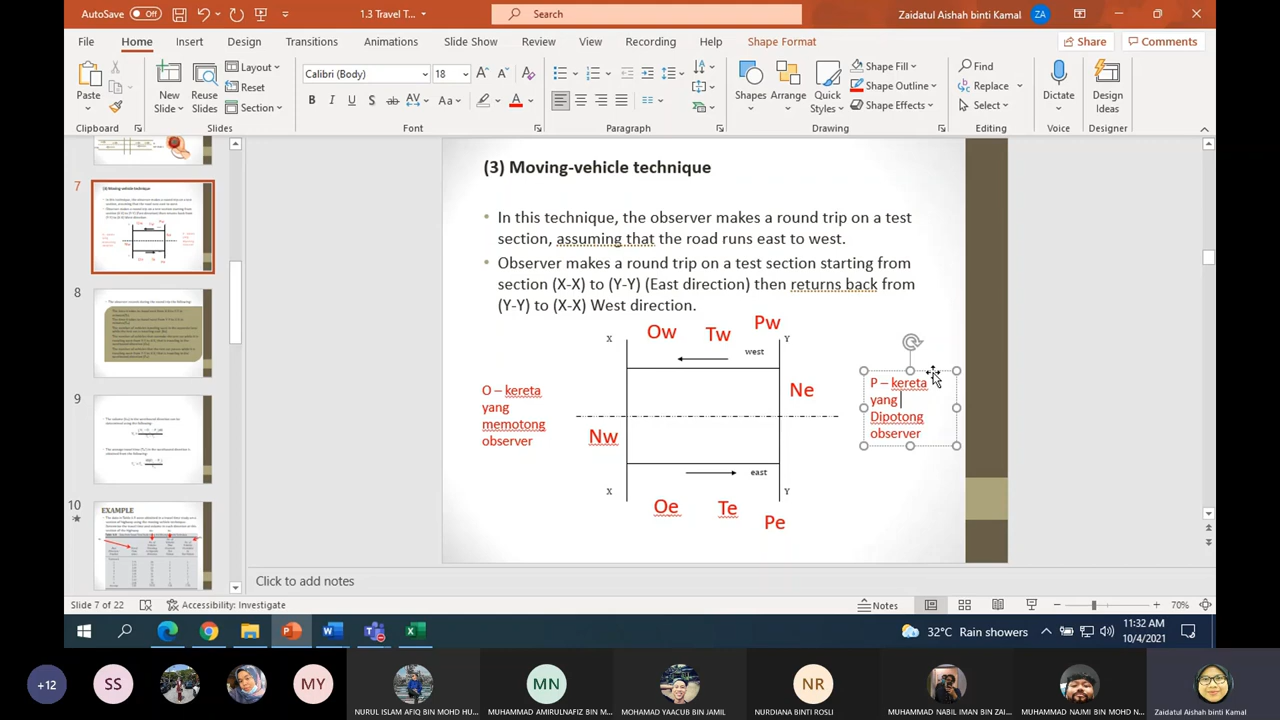 AutoSave Off 1.3 Travel T... Search Zaidatul Aishah binti Kamal ZA
File Home Insert Design Transitions Animations Slide Show Review View Recording Help Shape Format Share Comments
Paste New Slide Reuse Slides Layout Reset Section
Calibri (Body) 18
Shapes Arrange Quick Styles Shape Fill Shape Outline Shape Effects
Find Replace Select Dictate Design Ideas
Clipboard Slides Font Paragraph Drawing Editing Voice Designer
7
8
9
10
EXAMPLE
(3) Moving-vehicle technique
In this technique, the observer makes a round trip on a test
section, assuming that the road runs east to west.
Observer makes a round trip on a test section starting from
section (X-X) to (Y-Y) (East direction) then returns back from
(Y-Y) to (X-X) West direction.
X Ow Tw Pw Y
west
O – kereta
yang
memotong
observer
Ne
P – kereta
yang
Dipotong
observer
Nw
east
X Y
Oe Te Pe
Click to add notes
Slide 7 of 22 Accessibility: Investigate Notes 70%
32°C Rain showers 11:32 AM
10/4/2021
+12 SS MY MN NR
NURUL ISLAM AFIQ BIN MOHD HU... MUHAMMAD AMIRULNAFIZ BIN M... MOHAMAD YAACUB BIN JAMIL NURDIANA BINTI ROSLI MUHAMMAD NABIL IMAN BIN ZAI... MUHAMMAD NAJMI BIN MOHD N... Zaidatul Aishah binti Kamal